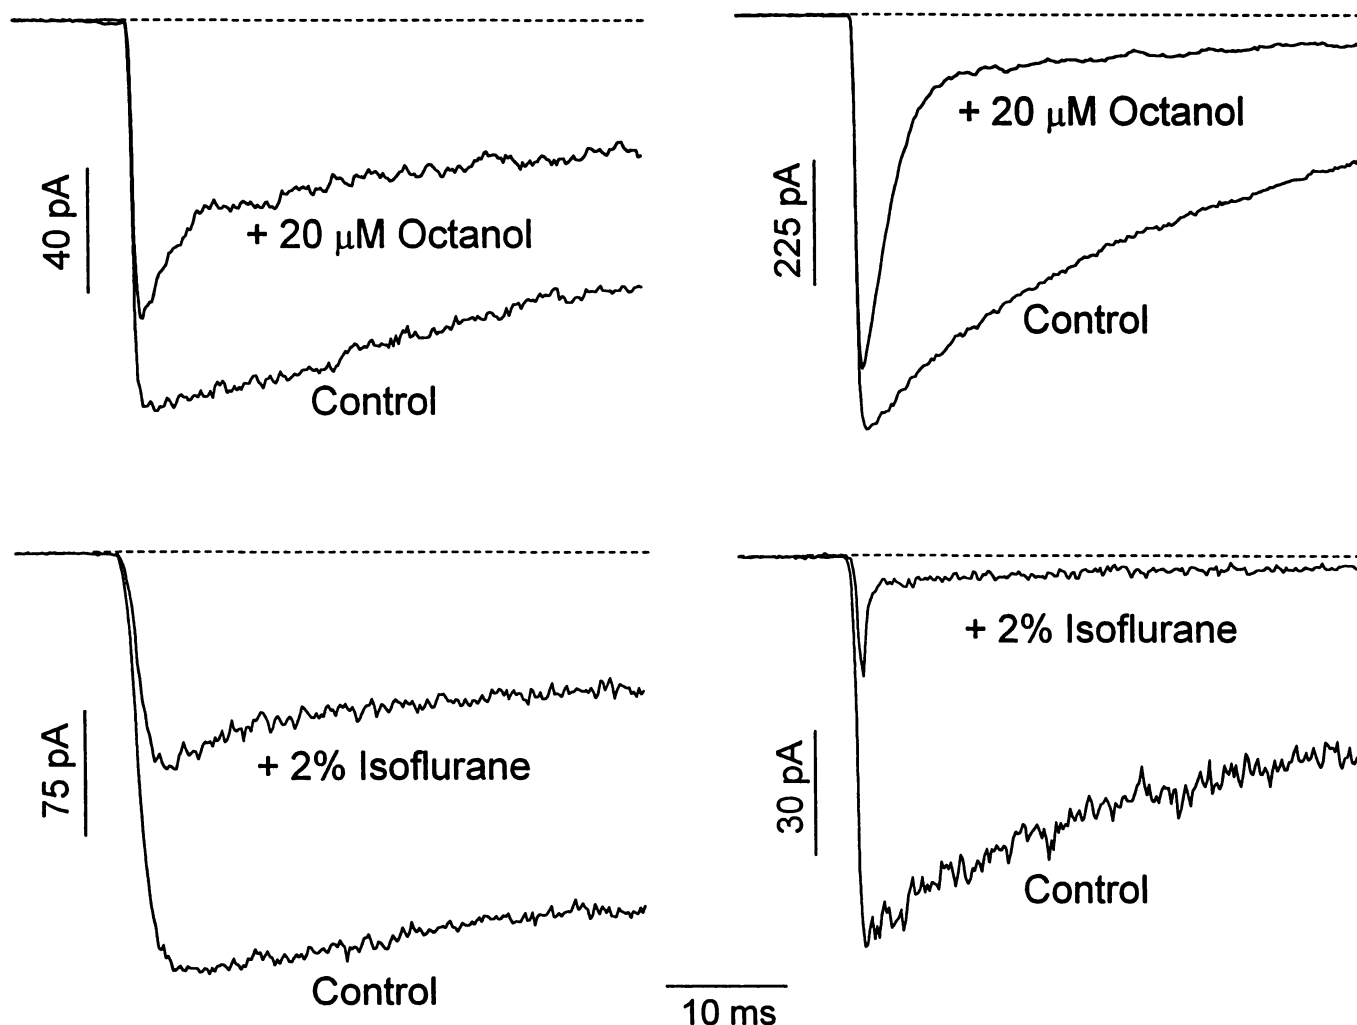 40 pA
+ 20 μM Octanol
Control
225 pA
+ 20 μM Octanol
Control
75 pA
+ 2% Isoflurane
Control
30 pA
+ 2% Isoflurane
Control
10 ms